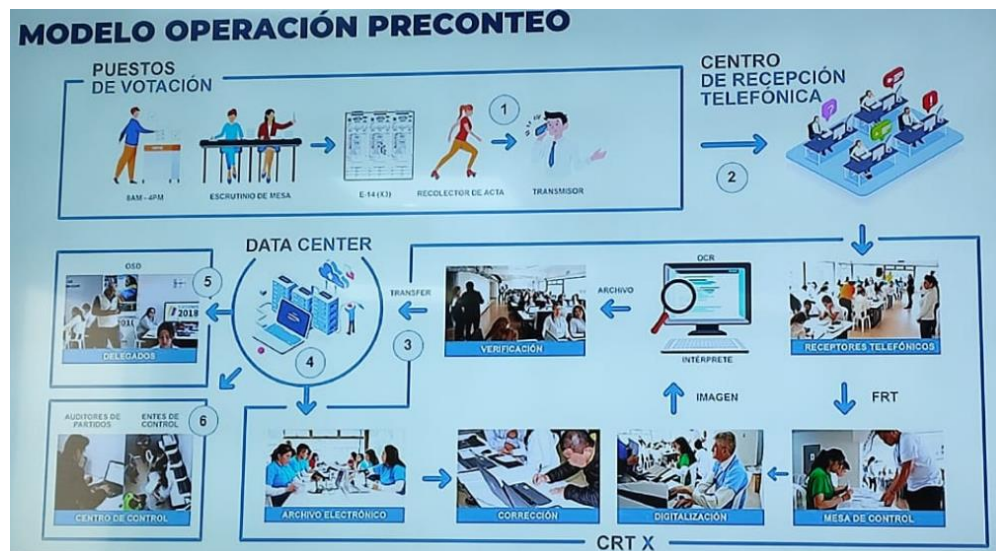 MODELO OPERACIÓN PRECONTEO
PUESTOS
DE VOTACIÓN
1
8AM - 4PM
ESCRUTINIO DE MESA
E-14 (X3)
RECOLECTOR DE ACTA
TRANSMISOR
2
CENTRO
DE RECEPCIÓN
TELEFÓNICA
RECEPTORES TELEFÓNICOS
FRT
MESA DE CONTROL
DIGITALIZACIÓN
IMAGEN
OCR
INTÉRPRETE
ARCHIVO
VERIFICACIÓN
3
TRANSFER
DATA CENTER
4
5
2018
DELEGADOS
6
AUDITORES DE
PARTIDOS
ENTES DE
CONTROL
CENTRO DE CONTROL
ARCHIVO ELECTRÓNICO
CORRECCIÓN
CRT X